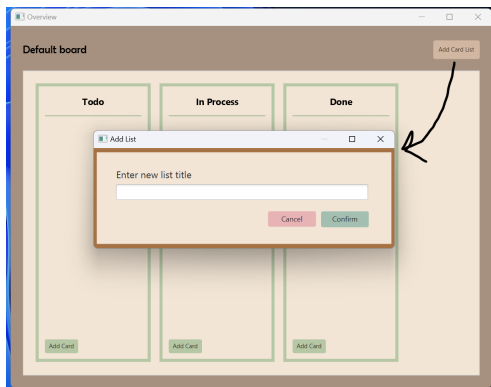 Overview
Default board
Add Card List
Todo
In Process
Done
Add List
Enter new list title
Cancel
Confirm
Add Card
Add Card
Add Card